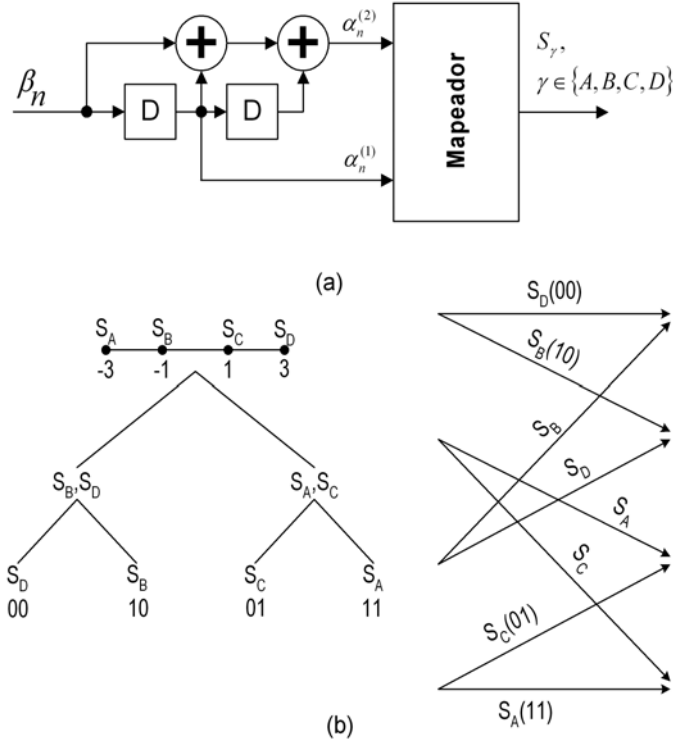 β_n
+
+
D
D
α_n^(2)
α_n^(1)
Mapeador
S_γ,
γ ∈ {A, B, C, D}
(a)
S_A S_B S_C S_D
-3 -1 1 3
S_B,S_D S_A,S_C
S_D S_B S_C S_A
00 10 01 11
S_D(00)
S_B(10)
S_B
S_D
S_A
S_C
S_C(01)
S_A(11)
(b)